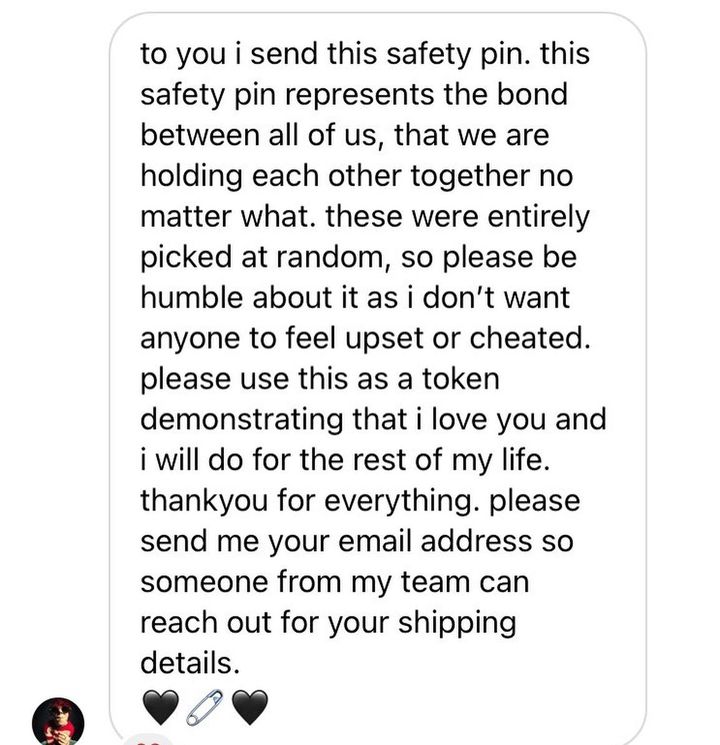 to you i send this safety pin. this
safety pin represents the bond
between all of us, that we are
holding each other together no
matter what. these were entirely
picked at random, so please be
humble about it as i don’t want
anyone to feel upset or cheated.
please use this as a token
demonstrating that i love you and
i will do for the rest of my life.
thankyou for everything. please
send me your email address so
someone from my team can
reach out for your shipping
details.
🖤🧷🖤